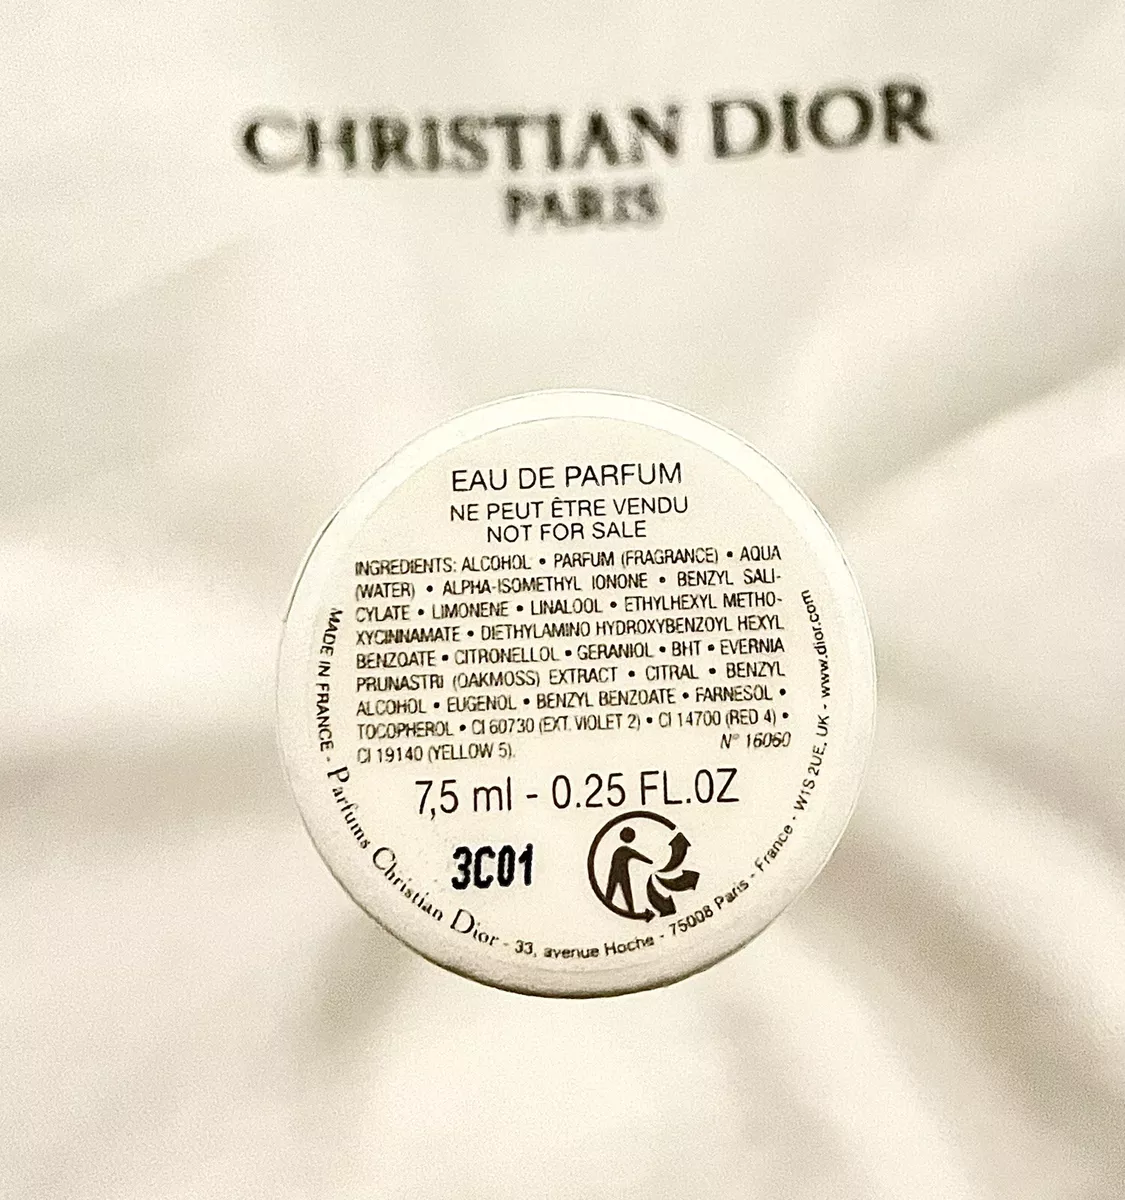 CHRISTIAN DIOR
PARIS
EAU DE PARFUM
NE PEUT ÊTRE VENDU
NOT FOR SALE
INGREDIENTS: ALCOHOL • PARFUM (FRAGRANCE) • AQUA
(WATER) • ALPHA-ISOMETHYL IONONE • BENZYL SALI-
CYLATE • LIMONENE • LINALOOL • ETHYLHEXYL METHO-
XYCINNAMATE • DIETHYLAMINO HYDROXYBENZOYL HEXYL
BENZOATE • CITRONELLOL • GERANIOL • BHT • EVERNIA
PRUNASTRI (OAKMOSS) EXTRACT • CITRAL • BENZYL
ALCOHOL • EUGENOL • BENZYL BENZOATE • FARNESOL •
TOCOPHEROL • CI 60730 (EXT. VIOLET 2) • CI 14700 (RED 4) •
CI 19140 (YELLOW 5). N° 16060
7,5 ml - 0.25 FL.OZ
3C01
MADE IN FRANCE - Parfums Christian Dior - 33, avenue Hoche - 75008 Paris - France - W1S 2UE, UK - www.dior.com